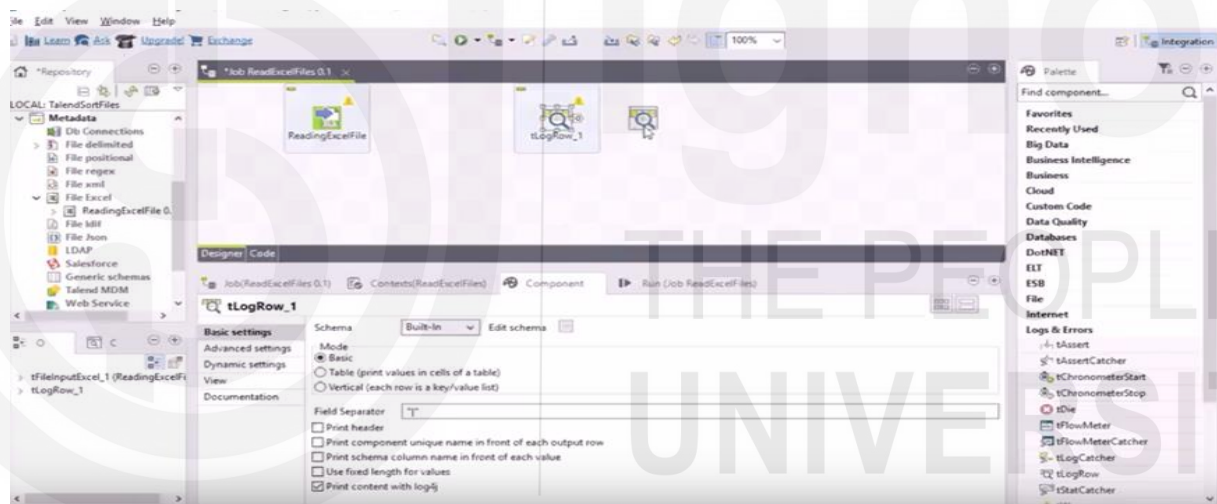 File Edit View Window Help
Learn Ask Upgrade! Exchange
100%
Integration
*Repository
LOCAL: TalendSortFiles
Metadata
Db Connections
File delimited
File positional
File regex
File xml
File Excel
ReadingExcelFile 0.
File ldif
File Json
LDAP
Salesforce
Generic schemas
Talend MDM
Web Service
tFileInputExcel_1 (ReadingExcelFi
tLogRow_1
*Job ReadExcelFiles 0.1
ReadingExcelFile
tLogRow_1
Designer Code
Job(ReadExcelFiles 0.1) Contexts(ReadExcelFiles) Component Run (Job ReadExcelFiles)
tLogRow_1
Basic settings
Advanced settings
Dynamic settings
View
Documentation
Schema Built-In Edit schema
Mode
Basic
Table (print values in cells of a table)
Vertical (each row is a key/value list)
Field Separator "|"
Print header
Print component unique name in front of each output row
Print schema column name in front of each value
Use fixed length for values
Print content with log4j
Palette
Find component...
Favorites
Recently Used
Big Data
Business Intelligence
Business
Cloud
Custom Code
Data Quality
Databases
DotNET
ELT
ESB
File
Internet
Logs & Errors
tAssert
tAssertCatcher
tChronometerStart
tChronometerStop
tDie
tFlowMeter
tFlowMeterCatcher
tLogCatcher
tLogRow
tStatCatcher
THE PEOPL
UNIVERSIT